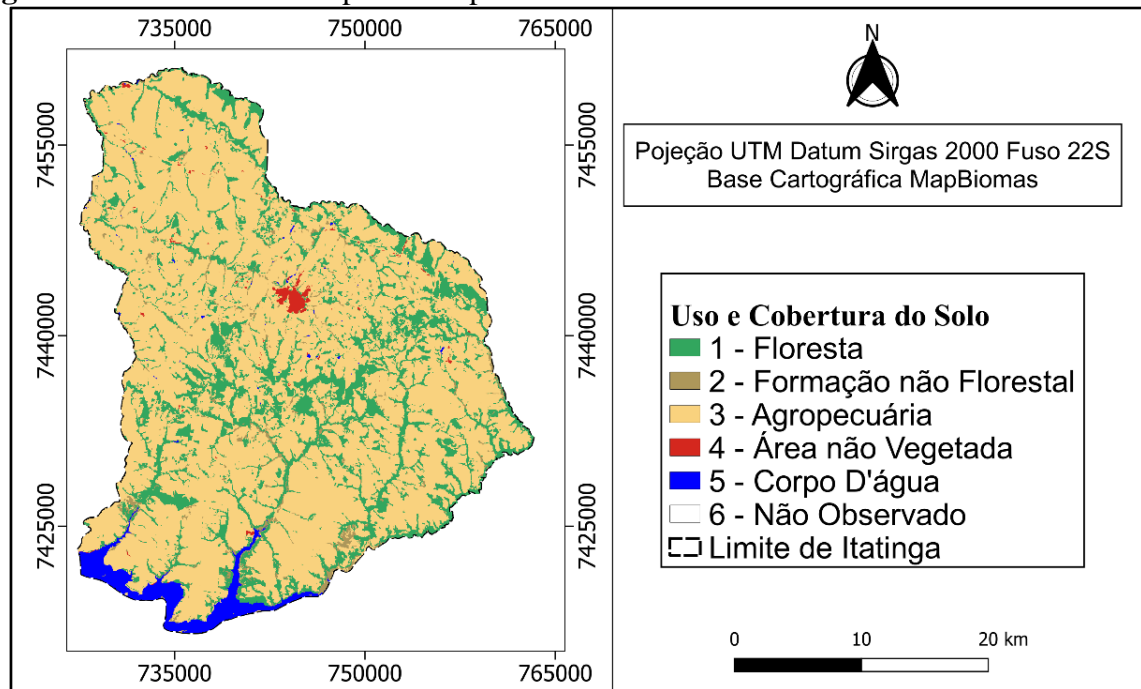 735000 750000 765000
7455000 7455000
7440000 7440000
7425000 7425000
735000 750000 765000
N
Pojeção UTM Datum Sirgas 2000 Fuso 22S
Base Cartográfica MapBiomas
Uso e Cobertura do Solo
1 - Floresta
2 - Formação não Florestal
3 - Agropecuária
4 - Área não Vegetada
5 - Corpo D'água
6 - Não Observado
Limite de Itatinga
0 10 20 km